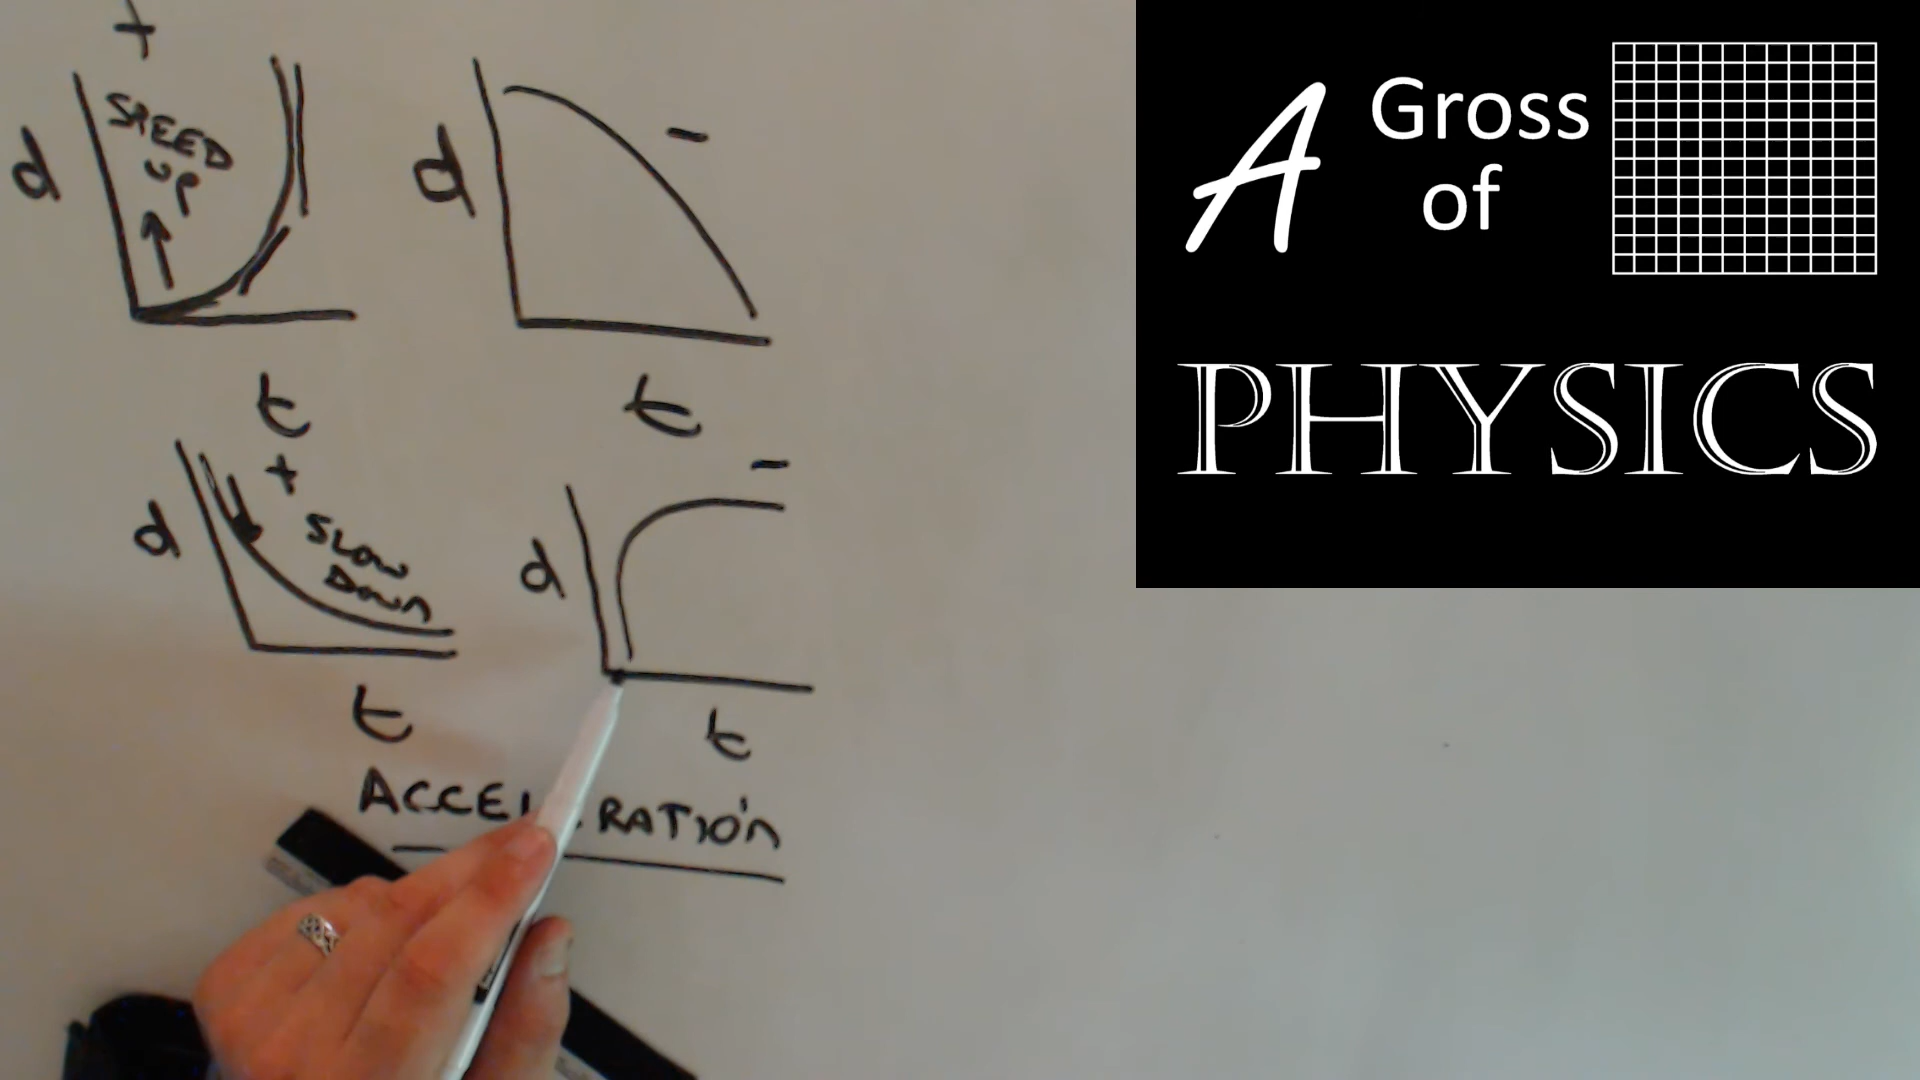 +
SPEED
UP
d
t
d
-
t
+
SLOW
DOWN
d
t
-
d
t
ACCELERATION
A Gross
of
PHYSICS